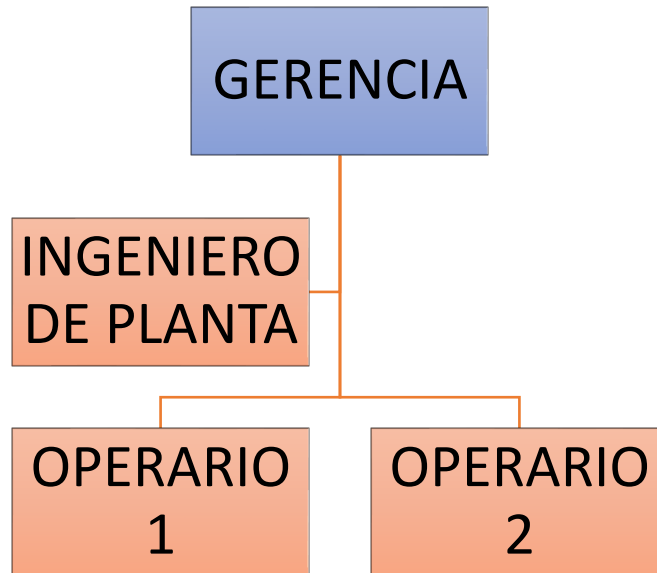 GERENCIA
INGENIERO
DE PLANTA
OPERARIO
1
OPERARIO
2